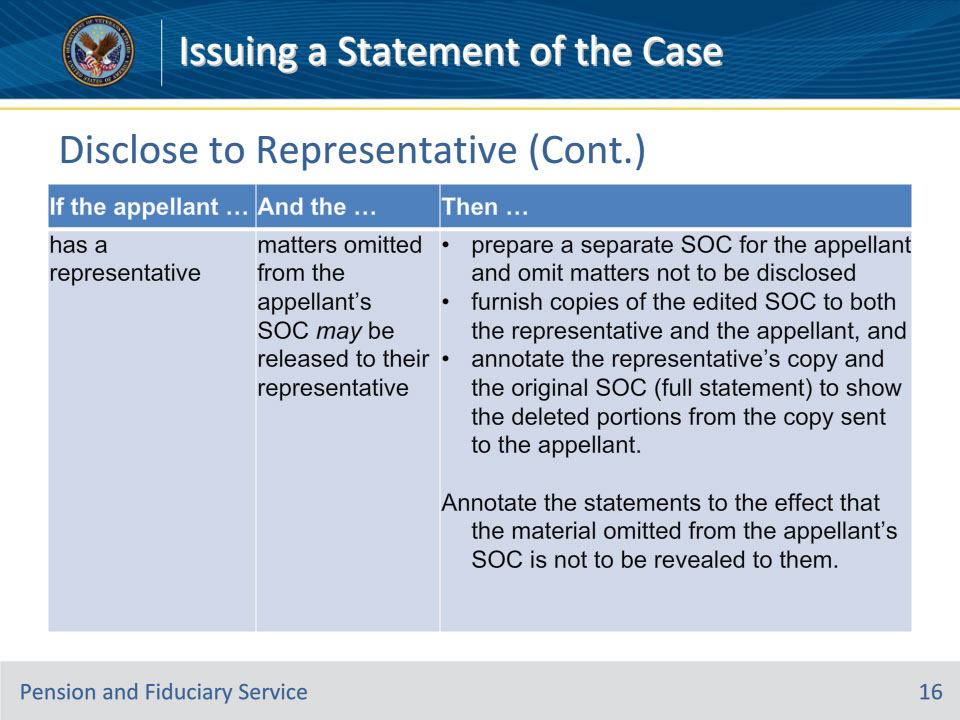 Issuing a Statement of the Case
Disclose to Representative (Cont.)
If the appellant …
And the …
Then …
has a
representative
matters omitted
from the
appellant’s
SOC may be
released to their
representative
• prepare a separate SOC for the appellant
and omit matters not to be disclosed
• furnish copies of the edited SOC to both
the representative and the appellant, and
• annotate the representative’s copy and
the original SOC (full statement) to show
the deleted portions from the copy sent
to the appellant.
Annotate the statements to the effect that
the material omitted from the appellant’s
SOC is not to be revealed to them.
Pension and Fiduciary Service
16